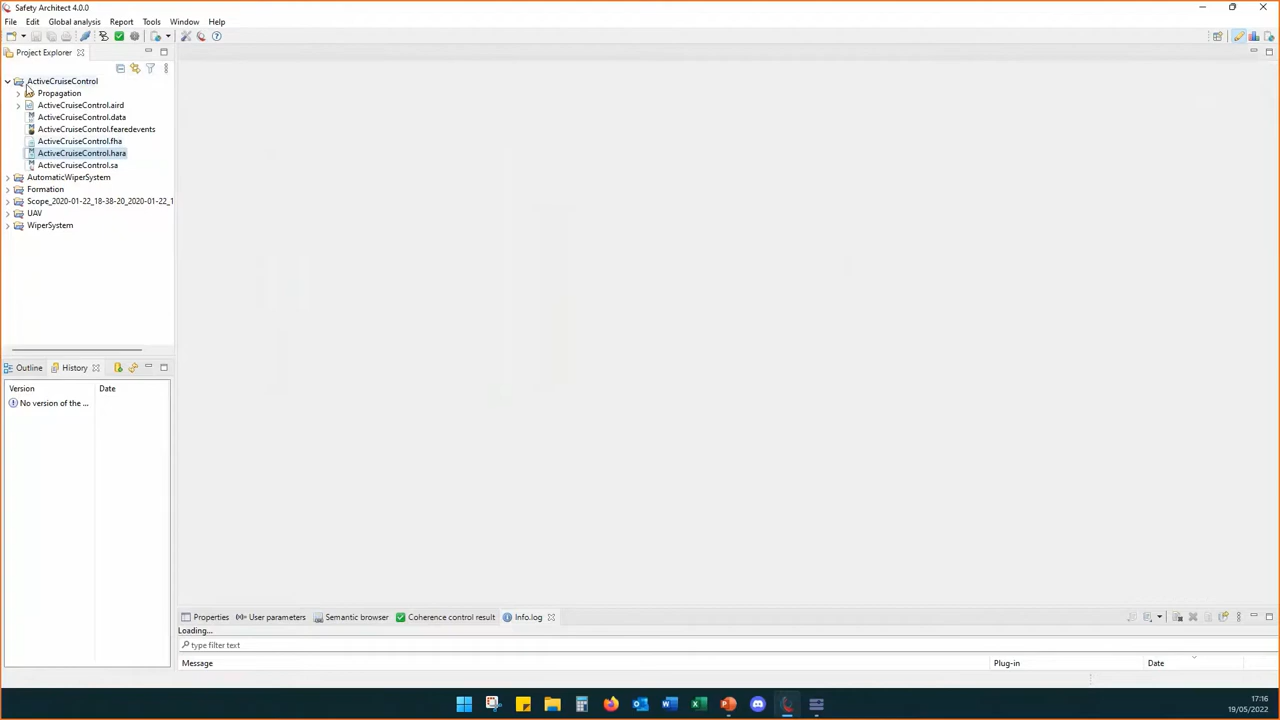 Safety Architect 4.0.0
File Edit Global analysis Report Tools Window Help
Project Explorer
ActiveCruiseControl
Propagation
ActiveCruiseControl.aird
ActiveCruiseControl.data
ActiveCruiseControl.fearedevents
ActiveCruiseControl.fha
ActiveCruiseControl.hara
ActiveCruiseControl.sa
AutomaticWiperSystem
Formation
Scope_2020-01-22_18-38-20_2020-01-22_1
UAV
WiperSystem
Outline History
Version Date
No version of the ...
Properties User parameters Semantic browser Coherence control result Info.log
Loading...
type filter text
Message Plug-in Date
17:16
19/05/2022